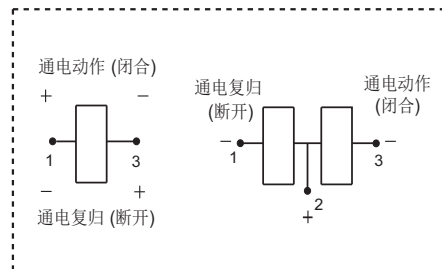 通电动作 (闭合)
+ −
1 3
− +
通电复归 (断开)
通电复归
(断开)
通电动作
(闭合)
− 1
3 −
2
+